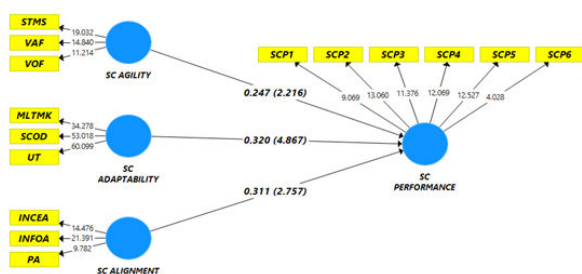 STMS
VAF
VOF
19.032
14.840
11.214
SC AGILITY
SCP1
SCP2
SCP3
SCP4
SCP5
SCP6
9.069
13.060
11.376
12.069
12.527
4.028
0.247 (2.216)
MLTMK
SCOD
UT
34.278
53.018
60.099
SC
ADAPTABILITY
0.320 (4.867)
SC
PERFORMANCE
0.311 (2.757)
INCEA
INFOA
PA
14.476
21.391
9.782
SC ALIGNMENT